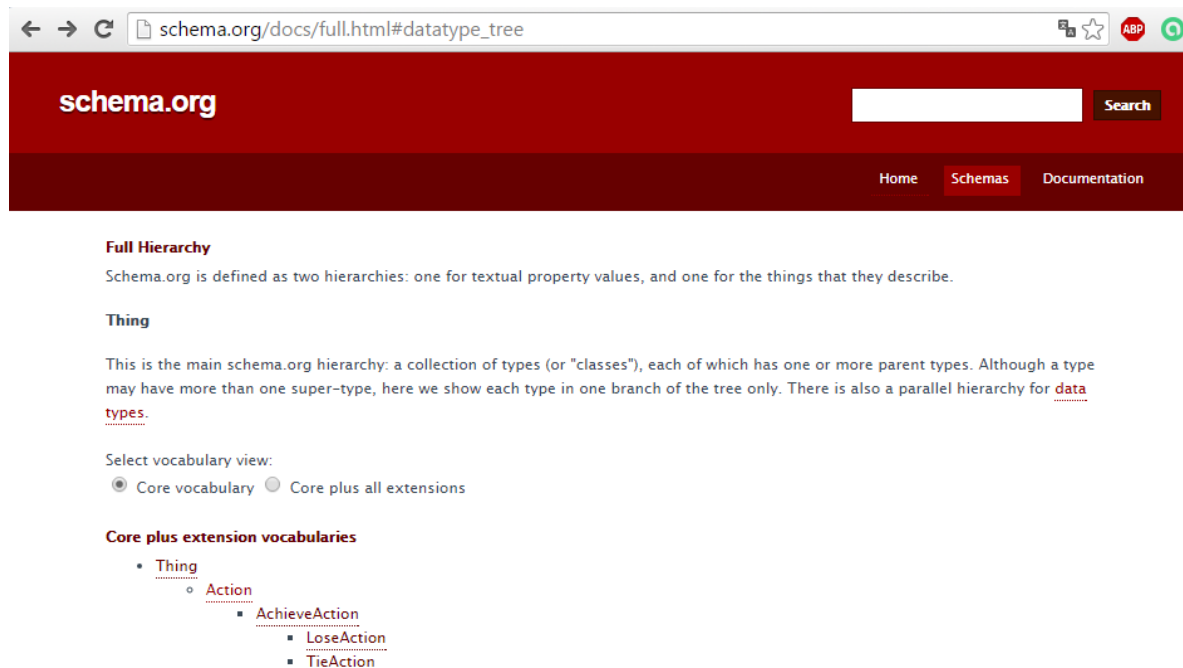 schema.org/docs/full.html#datatype_tree
ABP
schema.org
Search
Home Schemas Documentation
Full Hierarchy
Schema.org is defined as two hierarchies: one for textual property values, and one for the things that they describe.
Thing
This is the main schema.org hierarchy: a collection of types (or "classes"), each of which has one or more parent types. Although a type
may have more than one super-type, here we show each type in one branch of the tree only. There is also a parallel hierarchy for data
types.
Select vocabulary view:
Core vocabulary Core plus all extensions
Core plus extension vocabularies
Thing
Action
AchieveAction
LoseAction
TieAction